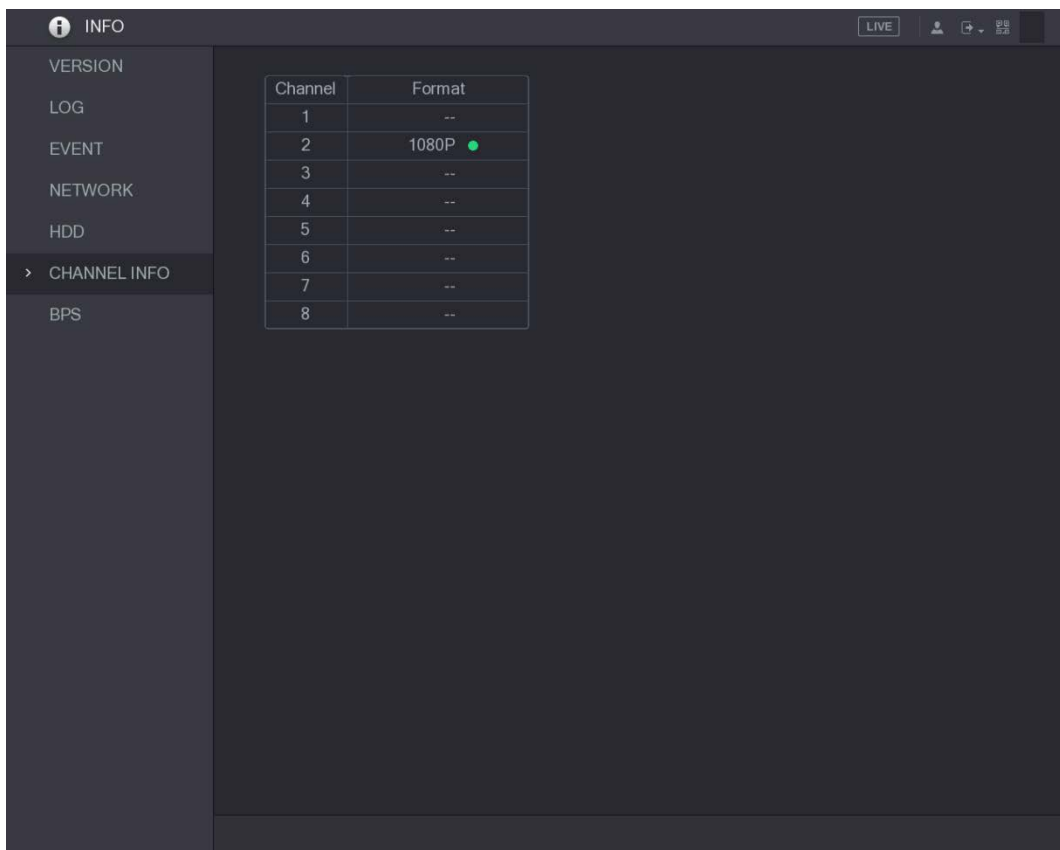 INFO LIVE
VERSION
LOG
EVENT
NETWORK
HDD
> CHANNEL INFO
BPS
Channel Format
1 --
2 1080P
3 --
4 --
5 --
6 --
7 --
8 --